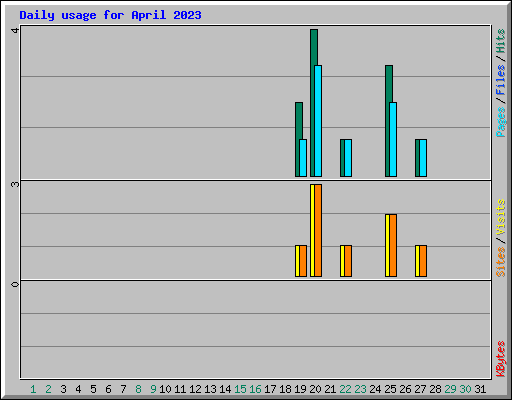 Daily usage for April 2023
4
Pages / Files / Hits
3
Sites / Visits
0
KBytes
1 2 3 4 5 6 7 8 9 10 11 12 13 14 15 16 17 18 19 20 21 22 23 24 25 26 27 28 29 30 31